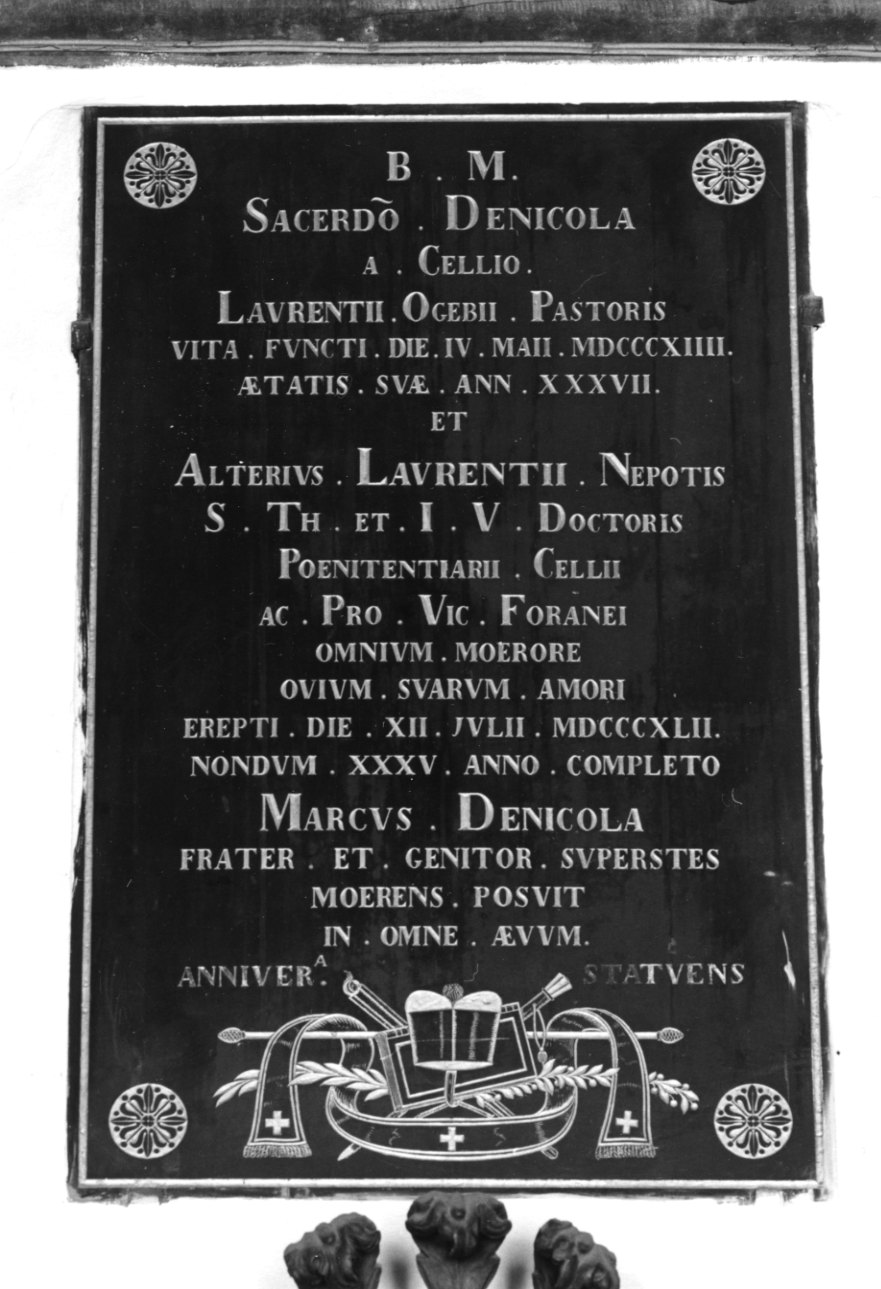 B . M.
SACERDÕ . DENICOLA
A . CELLIO.
LAVRENTII . OGEBII . PASTORIS
VITA . FVNCTI . DIE . IV . MAII . MDCCCXIIII.
ÆTATIS . SVÆ . ANN . XXXVII.
ET
ALTERIVS . LAVRENTII . NEPOTIS
S . TH . ET . I . V . DOCTORIS
POENITENTIARII . CELLII
AC . PRO . VIC . FORANEI
OMNIVM . MOERORE
OVIVM . SVARVM . AMORI
EREPTI . DIE . XII . JVLII . MDCCCXLII.
NONDVM . XXXV . ANNO . COMPLETO
MARCVS . DENICOLA
FRATER . ET . GENITOR . SVPERSTES
MOERENS . POSVIT
IN . OMNE . ÆVVM.
ANNIVER.ᴬ STATVENS